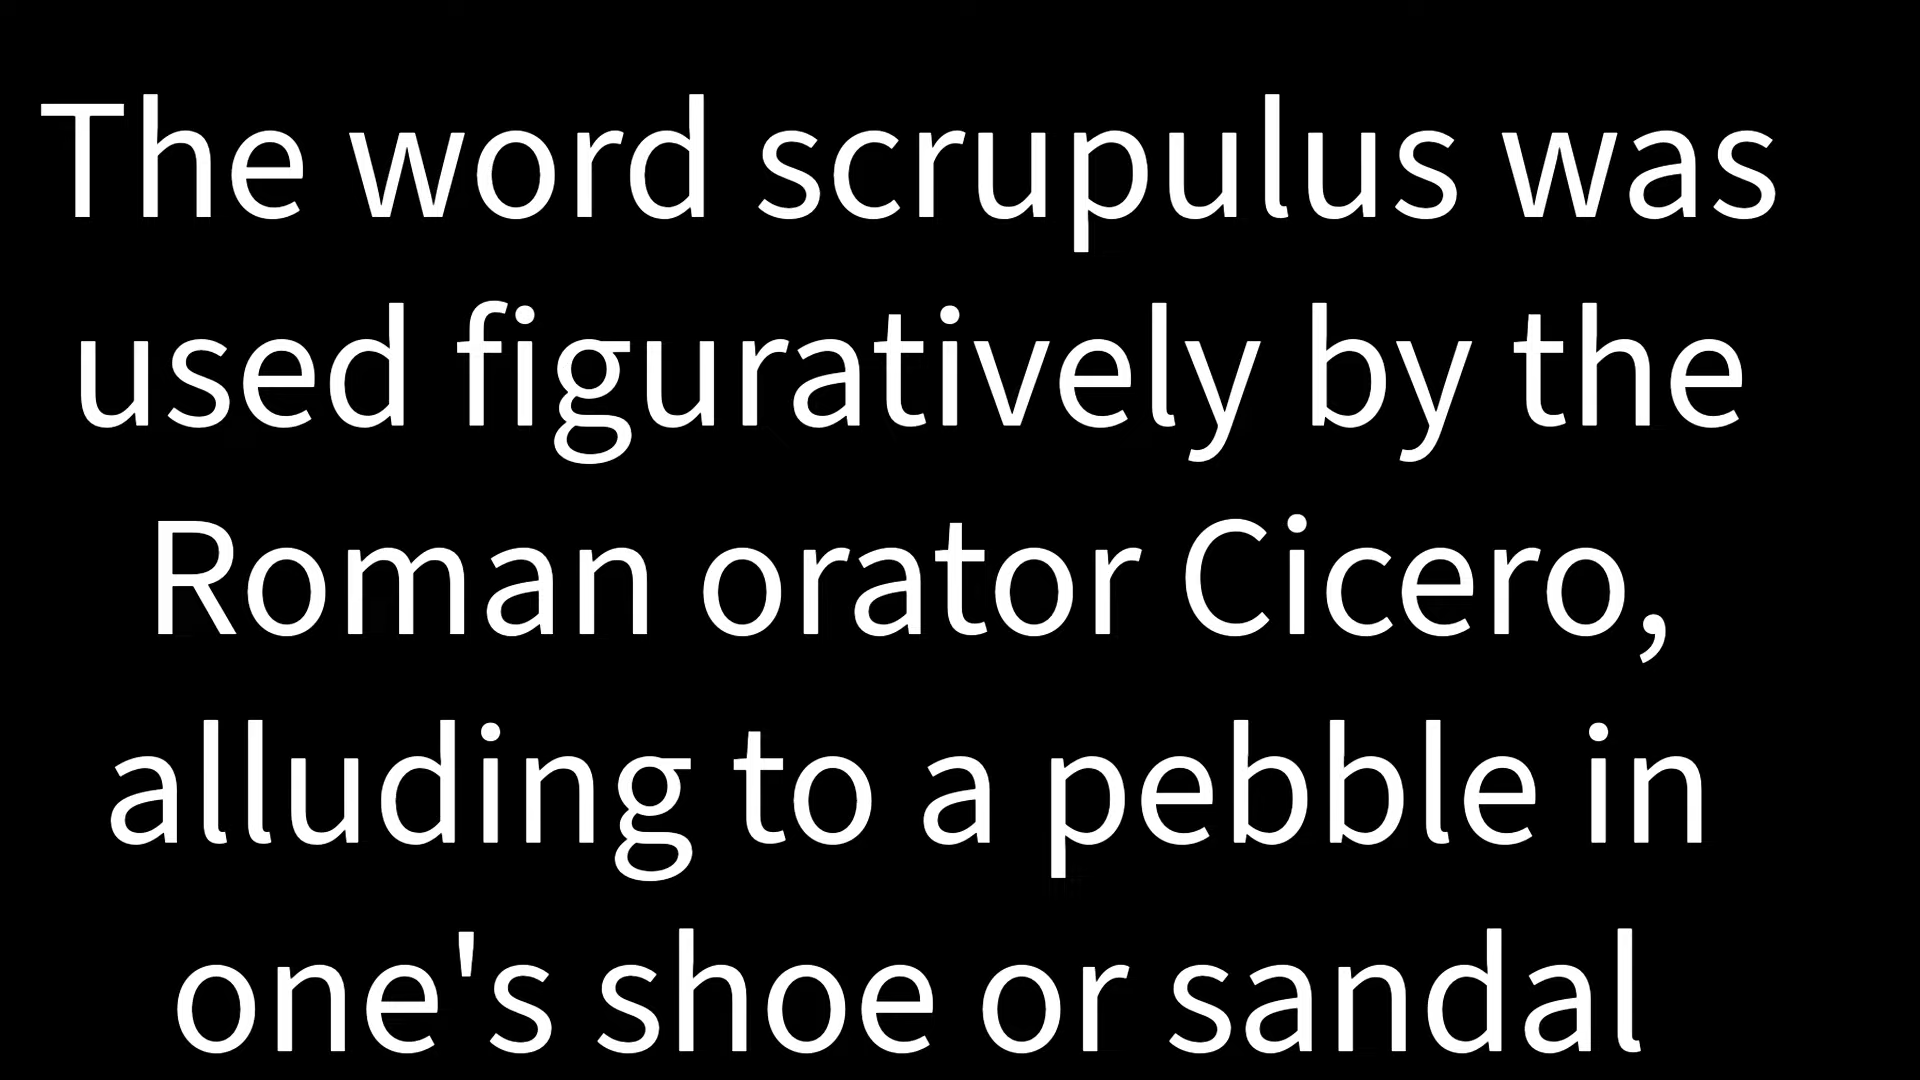 The word scrupulus was
used figuratively by the
Roman orator Cicero,
alluding to a pebble in
one's shoe or sandal